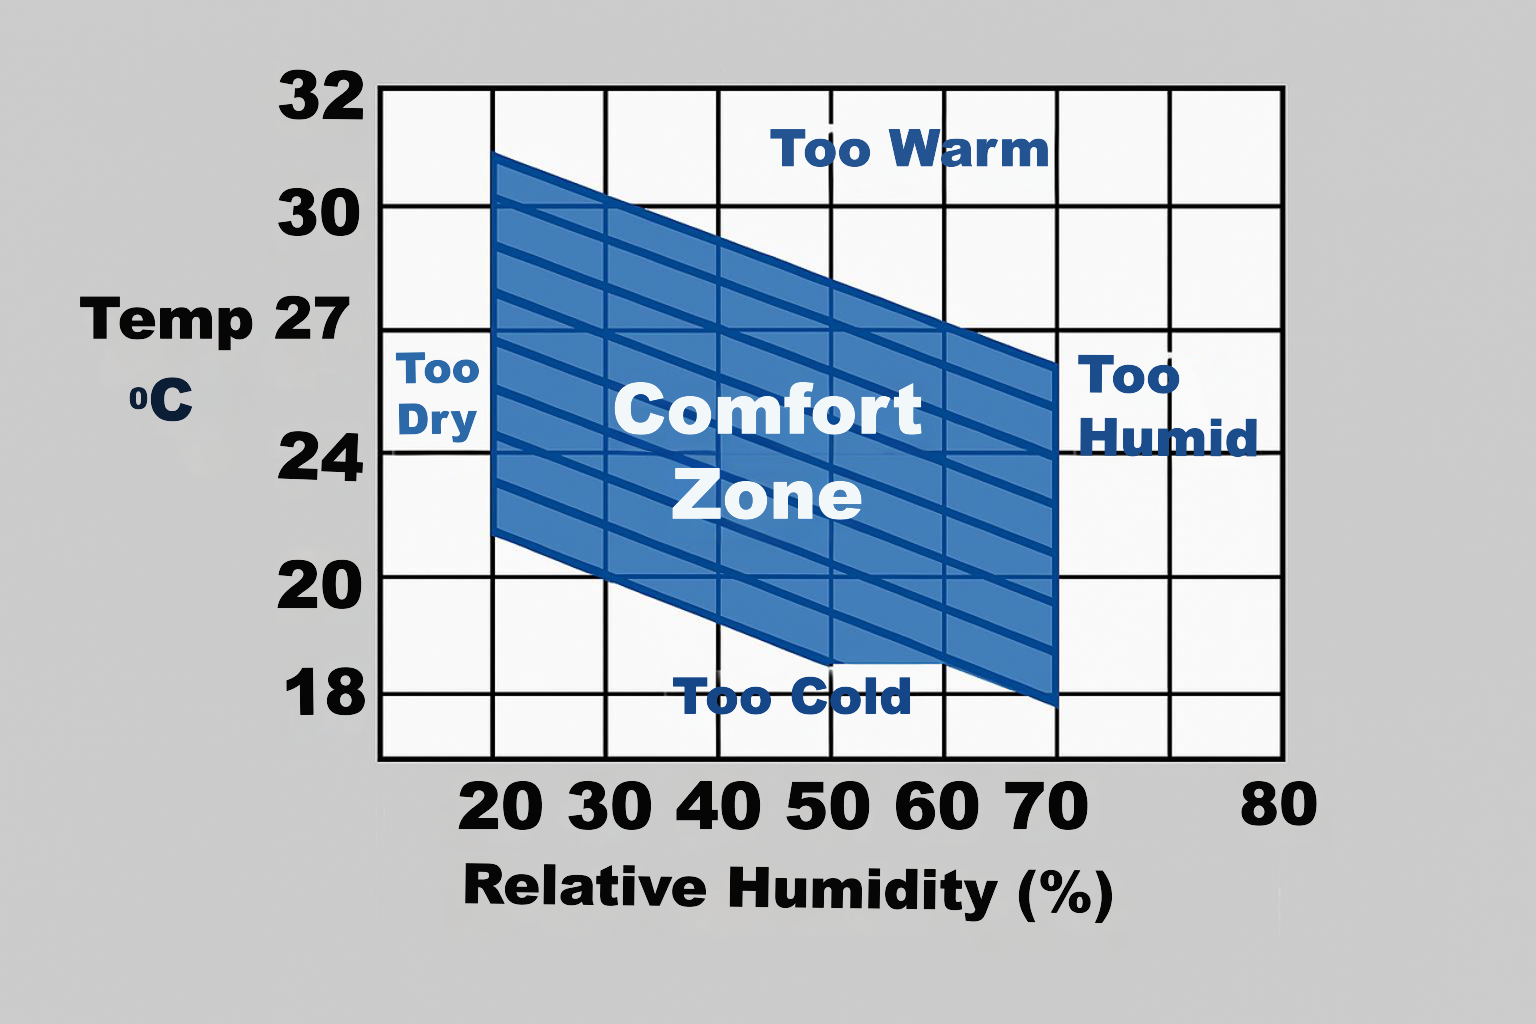 32
Too Warm
30
Temp 27
Too
Dry
Too
Humid
ºC
Comfort
Zone
24
20
18
Too Cold
20 30 40 50 60 70 80
Relative Humidity (%)